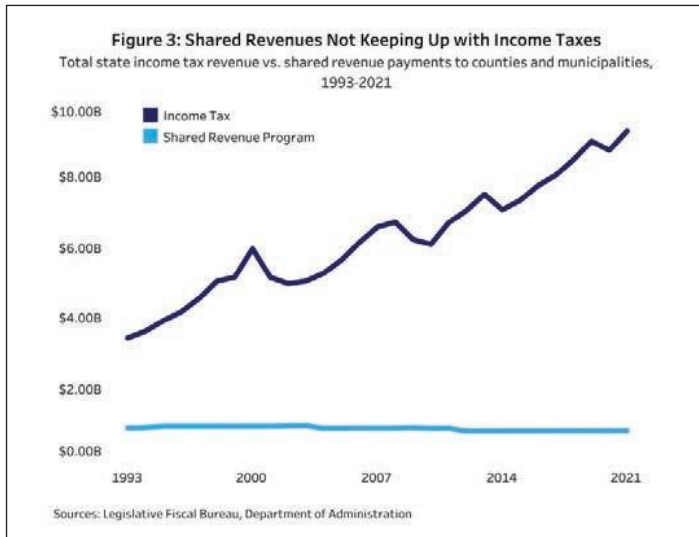 Figure 3: Shared Revenues Not Keeping Up with Income Taxes
Total state income tax revenue vs. shared revenue payments to counties and municipalities,
1993-2021
$10.00B
Income Tax
Shared Revenue Program
$8.00B
$6.00B
$4.00B
$2.00B
$0.00B
1993 2000 2007 2014 2021
Sources: Legislative Fiscal Bureau, Department of Administration